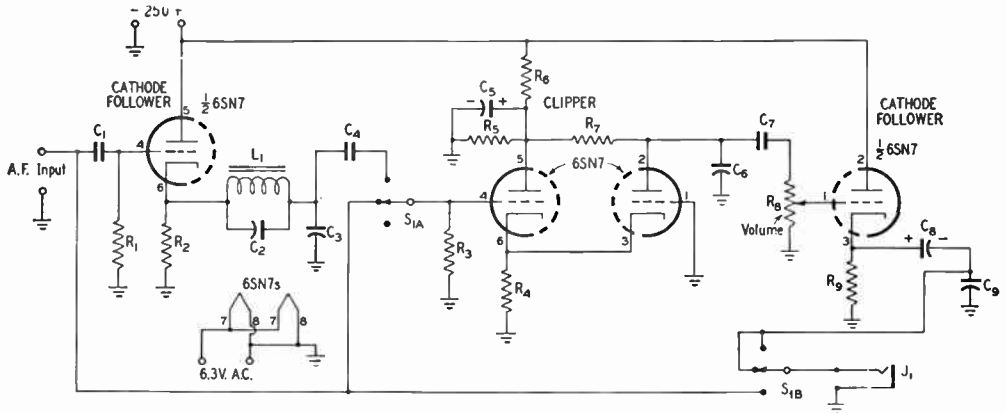 - 250 +
CATHODE
FOLLOWER
5
½ 6SN7
C1
4
6
A.F. Input
R1
R2
L1
C2
C3
C4
S1A
R3
6SN7s
7
8
7
8
6.3V. A.C.
R6
- C5 +
CLIPPER
R5
R7
5
6SN7
2
4
6
3
1
R4
C6
C7
R8
Volume
CATHODE
FOLLOWER
½ 6SN7
2
1
3
+ C8 -
R9
C9
S1B
J1